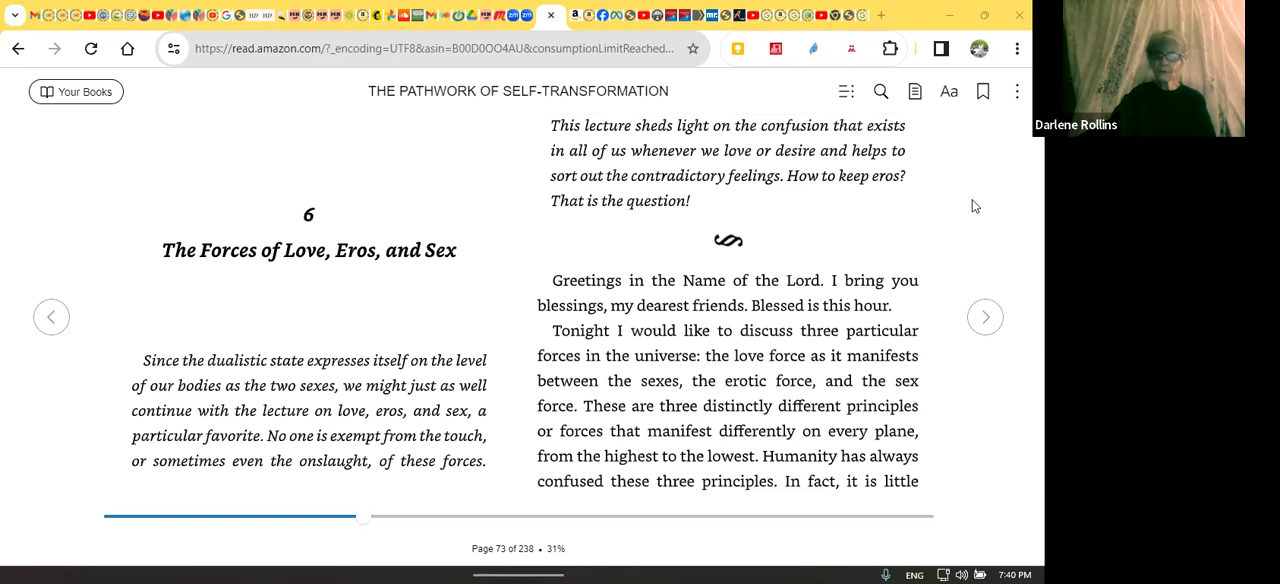 https://read.amazon.com/?_encoding=UTF8&asin=B00D0OO4AU&consumptionLimitReached...
Your Books
THE PATHWORK OF SELF-TRANSFORMATION
Aa
Darlene Rollins
6
The Forces of Love, Eros, and Sex
Since the dualistic state expresses itself on the level
of our bodies as the two sexes, we might just as well
continue with the lecture on love, eros, and sex, a
particular favorite. No one is exempt from the touch,
or sometimes even the onslaught, of these forces.
This lecture sheds light on the confusion that exists
in all of us whenever we love or desire and helps to
sort out the contradictory feelings. How to keep eros?
That is the question!
Greetings in the Name of the Lord. I bring you
blessings, my dearest friends. Blessed is this hour.
Tonight I would like to discuss three particular
forces in the universe: the love force as it manifests
between the sexes, the erotic force, and the sex
force. These are three distinctly different principles
or forces that manifest differently on every plane,
from the highest to the lowest. Humanity has always
confused these three principles. In fact, it is little
Page 73 of 238 • 31%
ENG
7:40 PM